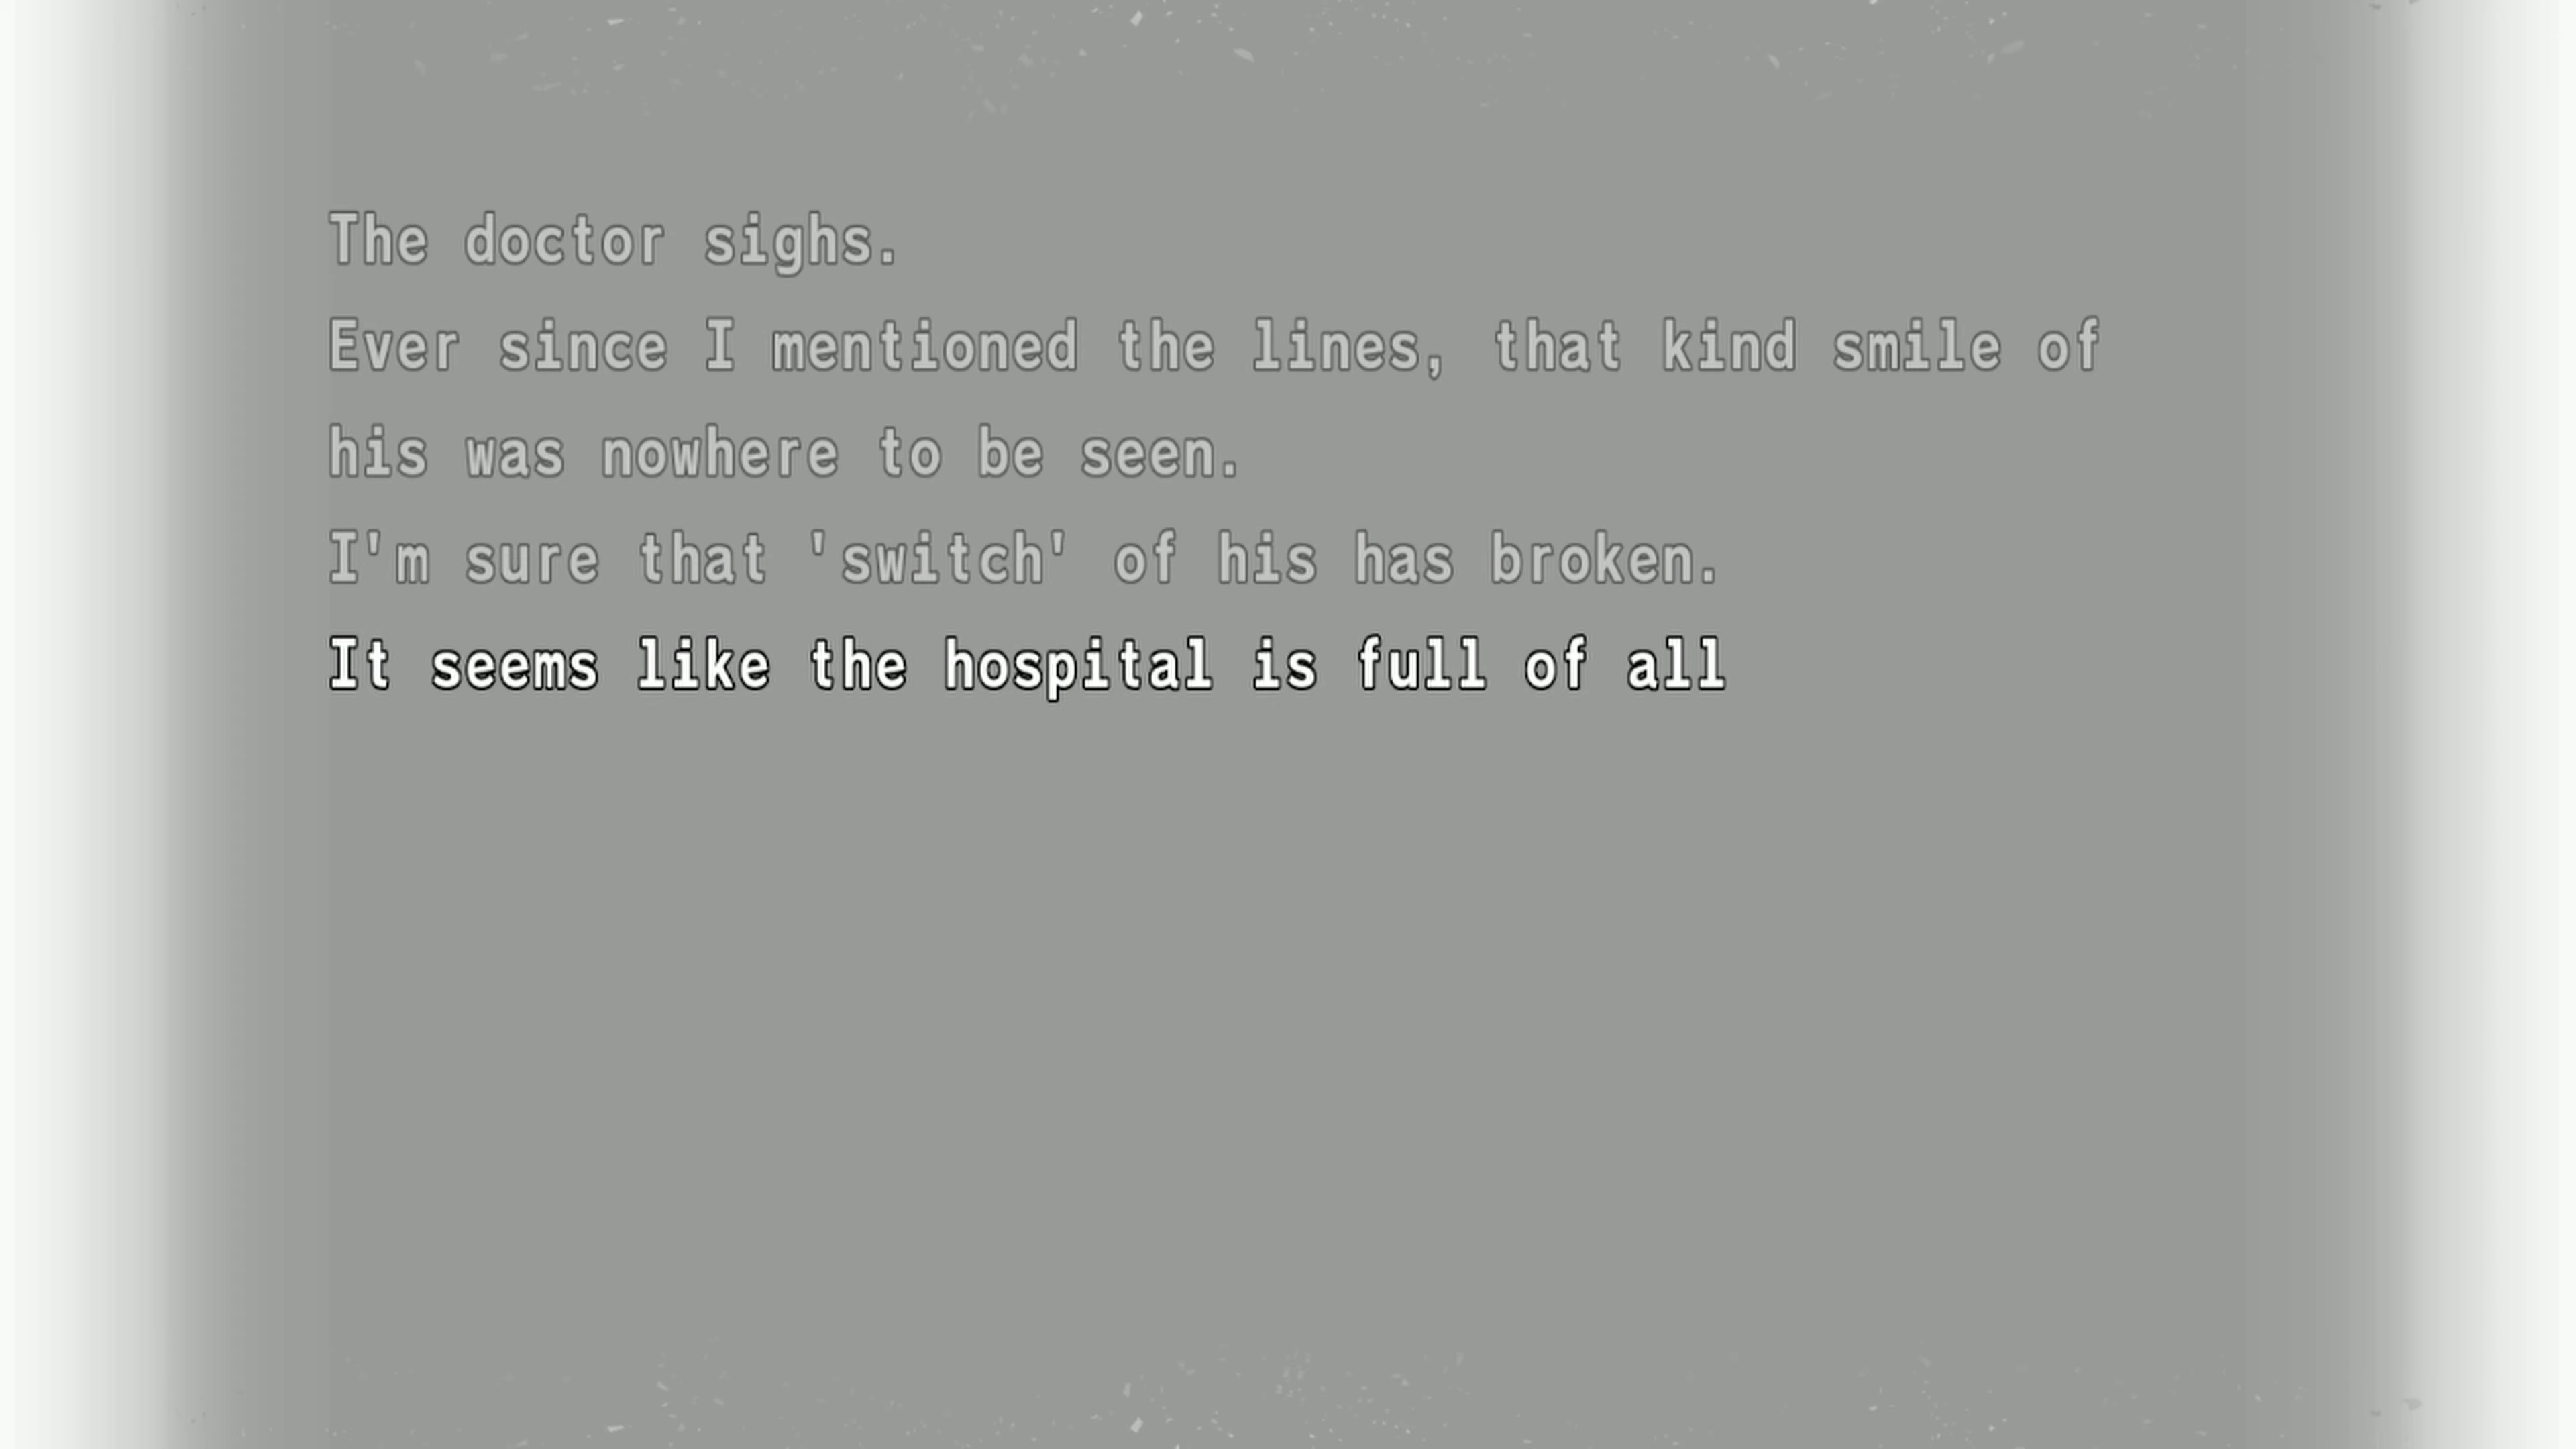 The doctor sighs.
Ever since I mentioned the lines, that kind smile of
his was nowhere to be seen.
I'm sure that 'switch' of his has broken.
It seems like the hospital is full of all